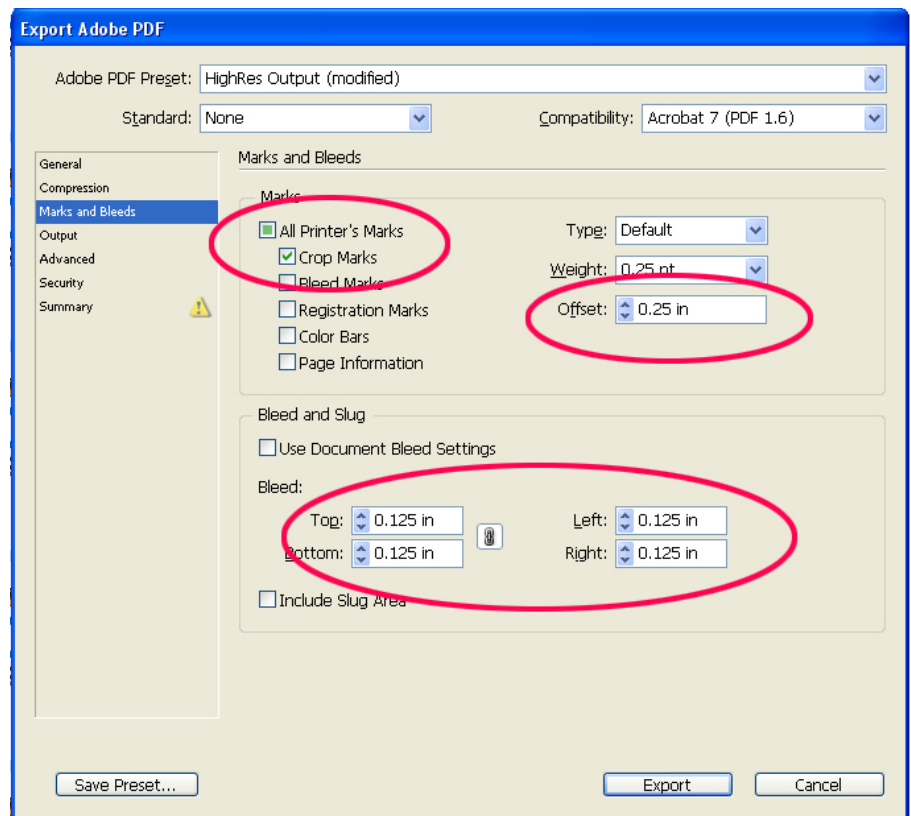 Export Adobe PDF
Adobe PDF Preset: HighRes Output (modified)
Standard: None Compatibility: Acrobat 7 (PDF 1.6)
General
Compression
Marks and Bleeds
Output
Advanced
Security
Summary
Marks and Bleeds
Marks
All Printer's Marks
Crop Marks
Bleed Marks
Registration Marks
Color Bars
Page Information
Type: Default
Weight: 0.25 pt
Offset: 0.25 in
Bleed and Slug
Use Document Bleed Settings
Bleed:
Top: 0.125 in Left: 0.125 in
Bottom: 0.125 in Right: 0.125 in
Include Slug Area
Save Preset... Export Cancel